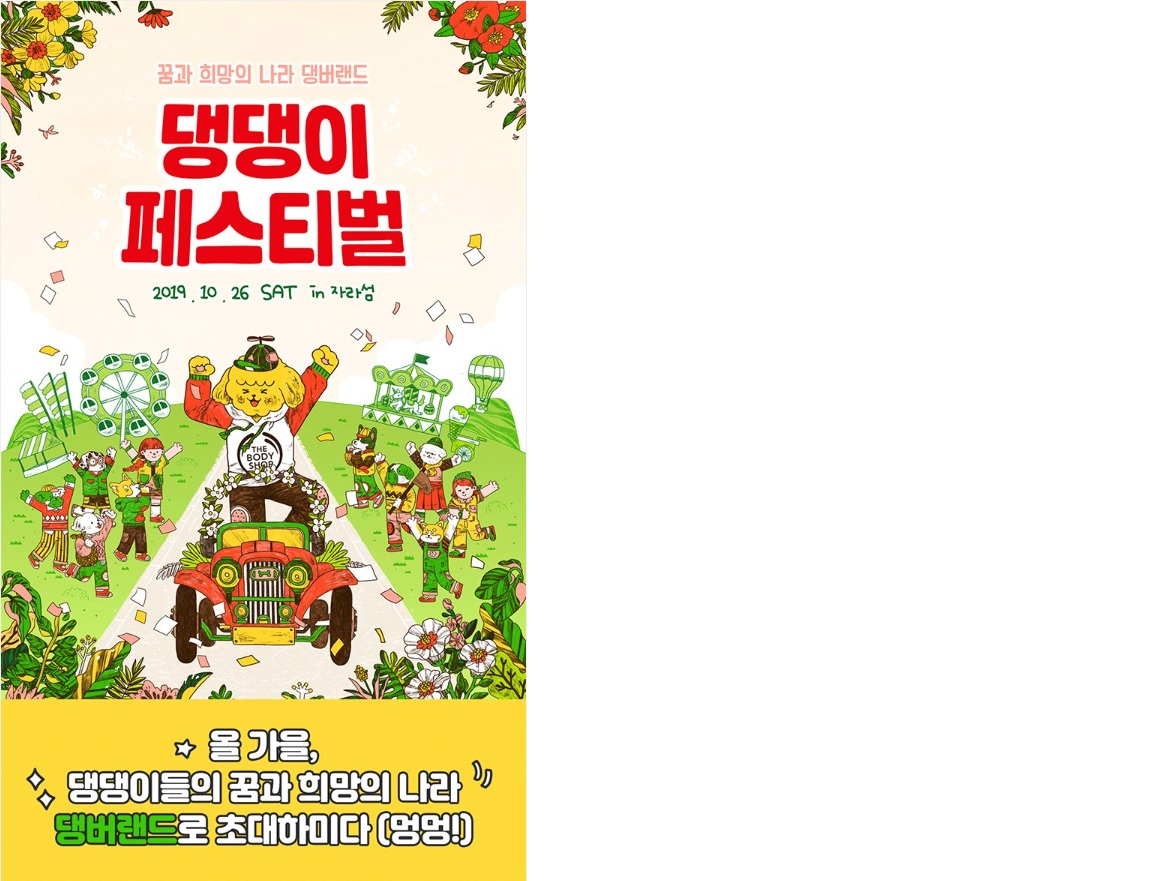 꿈과 희망의 나라 댕버랜드
댕댕이
페스티벌
2019. 10. 26 SAT in 자라섬
THE
BODY
SHOP
올 가을,
댕댕이들의 꿈과 희망의 나라
댕버랜드로 초대하미다 (멍멍!)